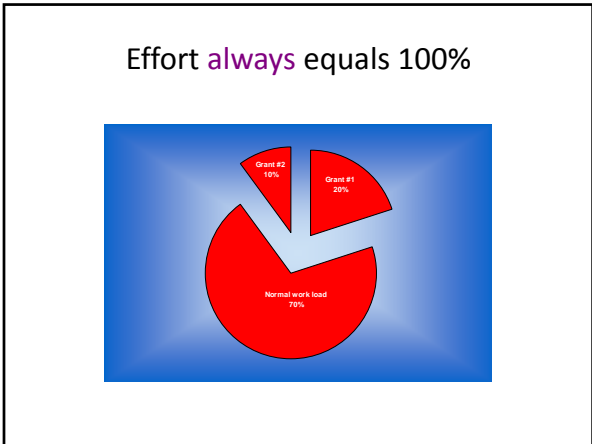 Effort always equals 100%
Grant #2
10%
Grant #1
20%
Normal work load
70%